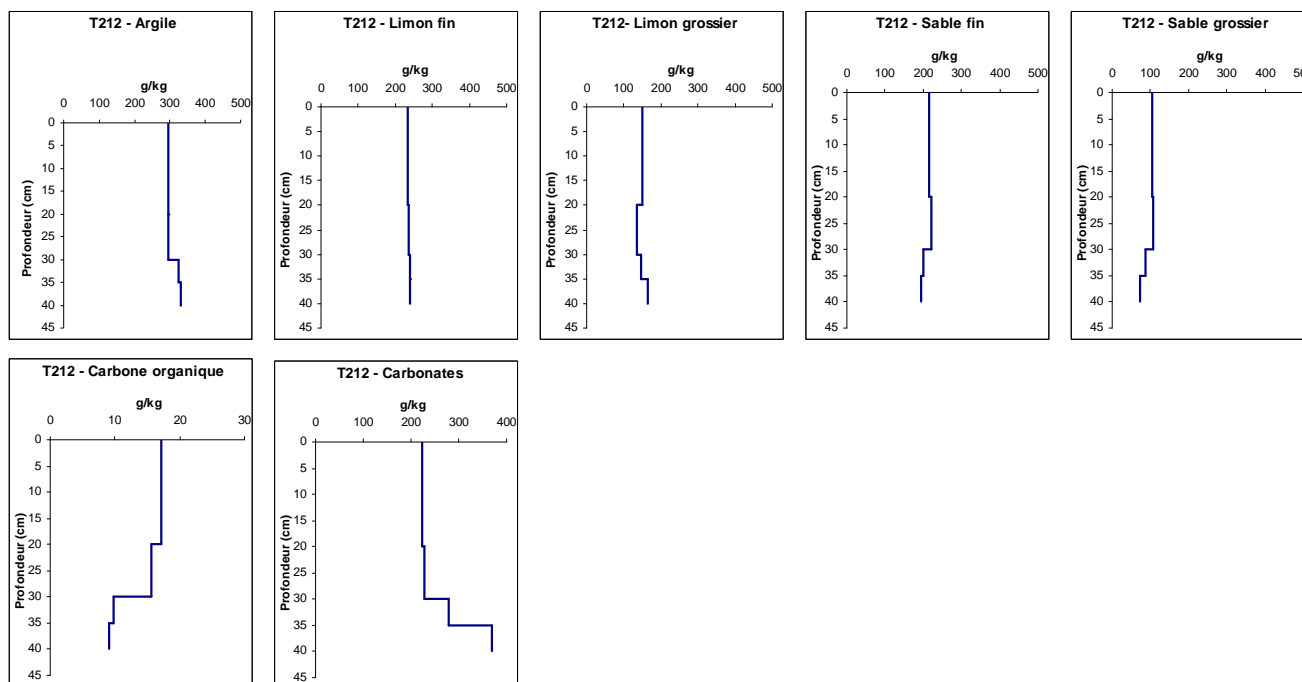 T212 - Argile
g/kg
0 100 200 300 400 500
0
5
10
15
20
25
30
35
40
45
Profondeur (cm)
T212 - Limon fin
g/kg
0 100 200 300 400 500
0
5
10
15
20
25
30
35
40
45
Profondeur (cm)
T212- Limon grossier
g/kg
0 100 200 300 400 500
0
5
10
15
20
25
30
35
40
45
Profondeur (cm)
T212 - Sable fin
g/kg
0 100 200 300 400 500
0
5
10
15
20
25
30
35
40
45
Profondeur (cm)
T212 - Sable grossier
g/kg
0 100 200 300 400
0
5
10
15
20
25
30
35
40
45
Profondeur (cm)
T212 - Carbone organique
g/kg
0 10 20 30
0
5
10
15
20
25
30
35
40
45
Profondeur (cm)
T212 - Carbonates
g/kg
0 100 200 300 400
0
5
10
15
20
25
30
35
40
45
Profondeur (cm)